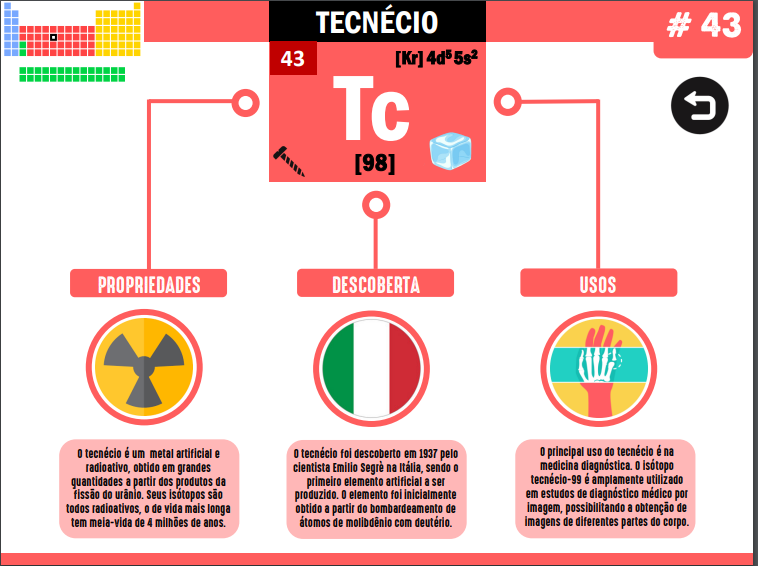 TECNÉCIO
# 43
43
[Kr] 4d⁵ 5s²
Tc
[98]
PROPRIEDADES
DESCOBERTA
USOS
O tecnécio é um metal artificial e
radioativo, obtido em grandes
quantidades a partir dos produtos da
fissão do urânio. Seus isótopos são
todos radioativos, o de vida mais longa
tem meia-vida de 4 milhões de anos.
O tecnécio foi descoberto em 1937 pelo
cientista Emilio Segrè na Itália, sendo o
primeiro elemento artificial a ser
produzido. O elemento foi inicialmente
obtido a partir do bombardeamento de
átomos de molibdênio com deutério.
O principal uso do tecnécio é na
medicina diagnóstica. O isótopo
tecnécio-99 é amplamente utilizado
em estudos de diagnóstico médico por
imagem, possibilitando a obtenção de
imagens de diferentes partes do corpo.